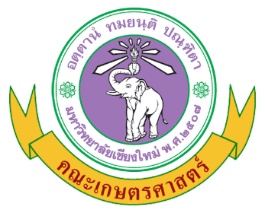 อตฺตานํ ทมยนฺติ ปณฺฑิตา
มหาวิทยาลัยเชียงใหม่ พ.ศ.๒๕๐๗
คณะเกษตรศาสตร์